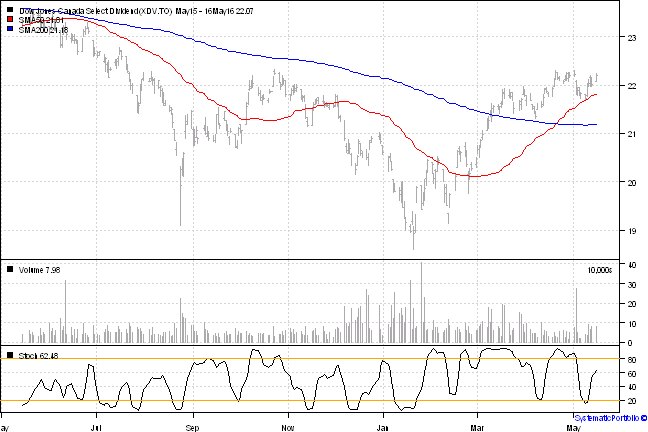 Dow Jones Canada Select Dividend(XDV.TO) May15 - 16May16 22.07
SMA50 21.81
SMA200 21.18
23
22
21
20
19
Volume 7.98
10,000s
40
30
20
10
0
Stoch 62.48
80
60
40
20
ay
Jul
Sep
Nov
Jan
Mar
May
SystematicPortfolio ©